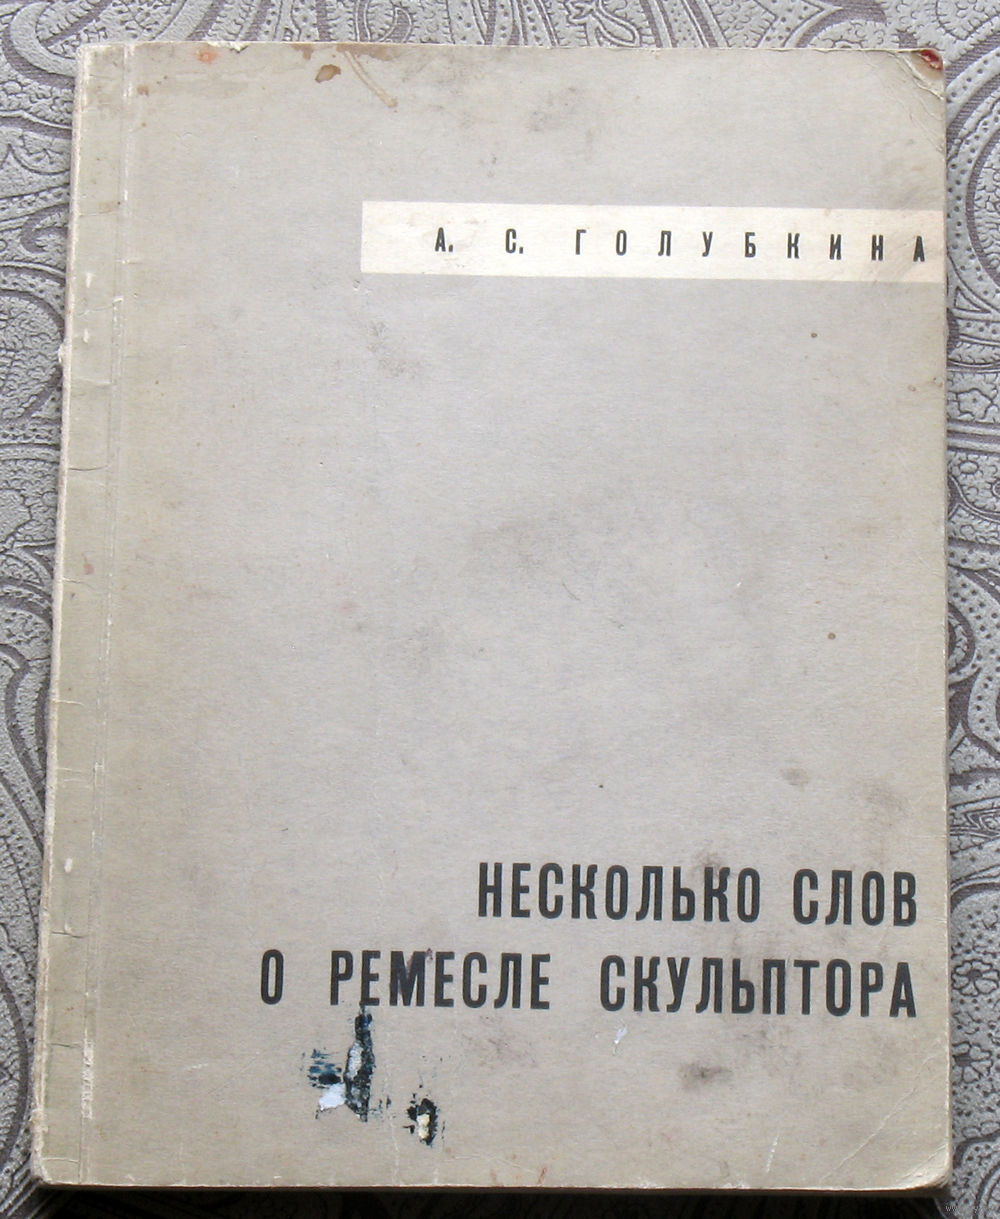 А. С. ГОЛУБКИНА
НЕСКОЛЬКО СЛОВ
О РЕМЕСЛЕ СКУЛЬПТОРА